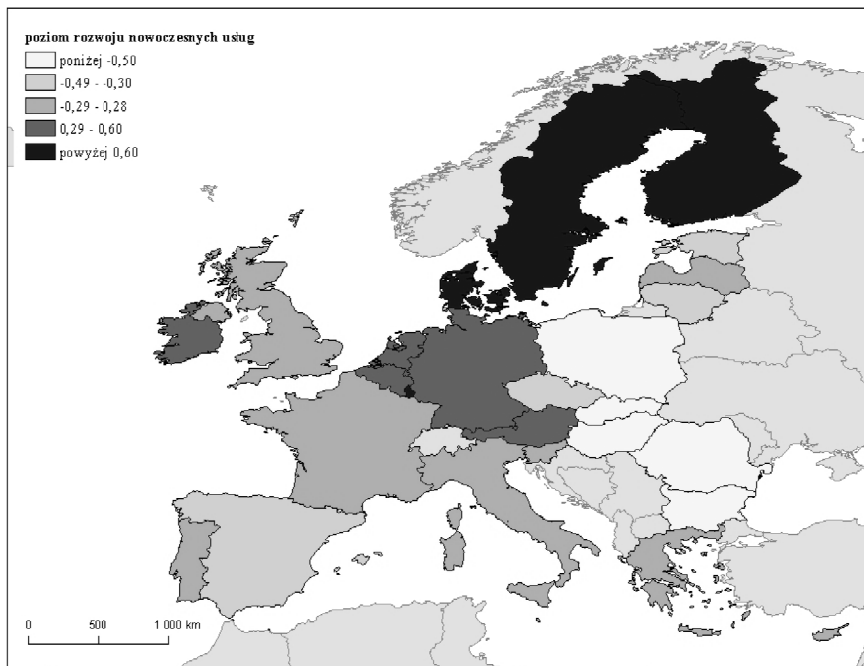 poziom rozwoju nowoczesnych usług
poniżej -0,50
-0,49 - -0,30
-0,29 - 0,28
0,29 - 0,60
powyżej 0,60
0 500 1 000 km